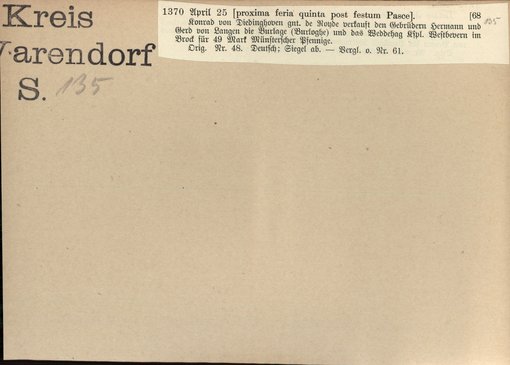 Kreis
Warendorf
S. 135
1370 April 25 [proxima feria quinta post festum Pasce]. [68
135
Konrad von Diedinghoven gnt. de Royde verkauft den Gebrüdern Hermann und
Gerd von Langen die Burlage (Burloghe) und das Weddehag Kspl. Westbevern im
Brock für 49 Mark Münsterscher Pfennige.
Orig. Nr. 48. Deutsch; Siegel ab. — Vergl. o. Nr. 61.